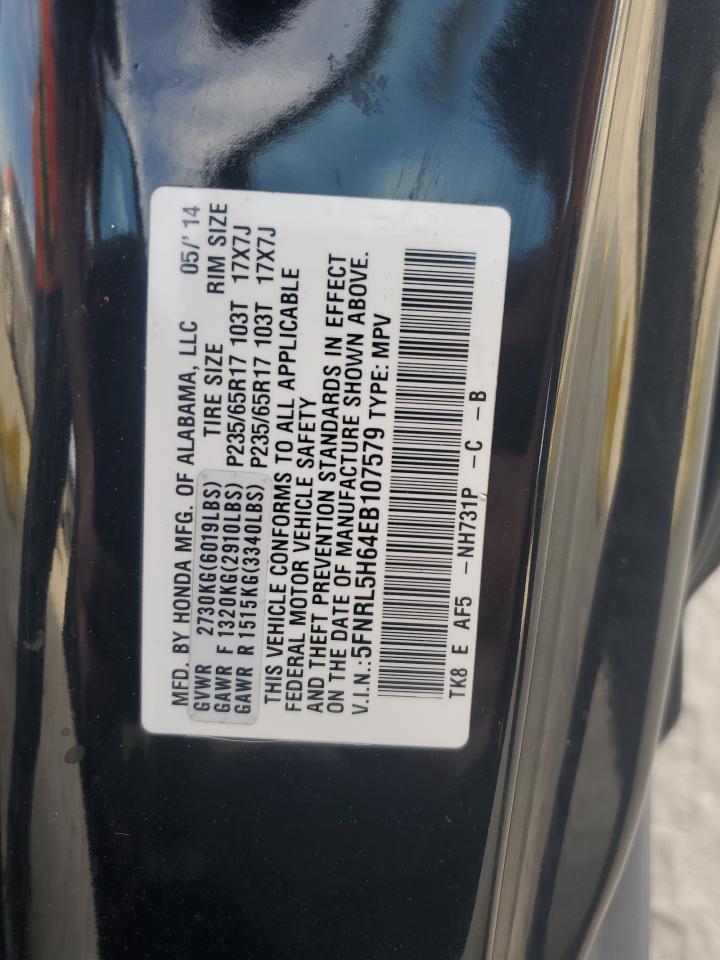 MFD. BY HONDA MFG. OF ALABAMA, LLC 05/' 14
GVWR 2730KG(6019LBS) TIRE SIZE RIM SIZE
GAWR F 1320KG(2910LBS) P235/65R17 103T 17X7J
GAWR R 1515KG(3340LBS) P235/65R17 103T 17X7J
THIS VEHICLE CONFORMS TO ALL APPLICABLE
FEDERAL MOTOR VEHICLE SAFETY
AND THEFT PREVENTION STANDARDS IN EFFECT
ON THE DATE OF MANUFACTURE SHOWN ABOVE.
V.I.N.:5FNRL5H64EB107579 TYPE: MPV
TK8 E AF5 -NH731P -C -B